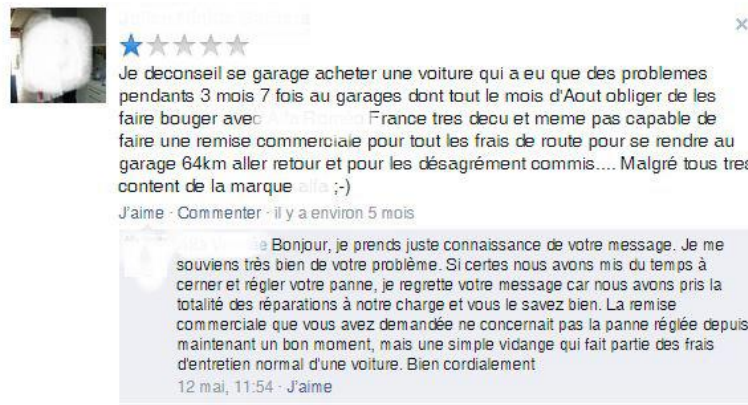 Je deconseil se garage acheter une voiture qui a eu que des problemes
pendants 3 mois 7 fois au garages dont tout le mois d'Aout obliger de les
faire bouger avec France tres decu et meme pas capable de
faire une remise commerciale pour tout les frais de route pour se rendre au
garage 64km aller retour et pour les désagrément commis.... Malgré tous tres
content de la marque alfa ;-)
J'aime · Commenter · il y a environ 5 mois
Bonjour, je prends juste connaissance de votre message. Je me
souviens très bien de votre problème. Si certes nous avons mis du temps à
cerner et régler votre panne, je regrette votre message car nous avons pris la
totalité des réparations à notre charge et vous le savez bien. La remise
commerciale que vous avez demandée ne concernait pas la panne réglée depuis
maintenant un bon moment, mais une simple vidange qui fait partie des frais
d'entretien normal d'une voiture. Bien cordialement
12 mai, 11:54 · J'aime